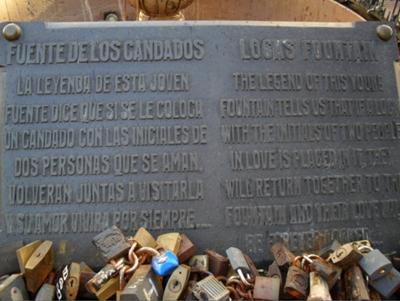 FUENTE DE LOS CANDADOS
LA LEYENDA DE ESTA JOVEN
FUENTE DICE QUE SI SE LE COLOCA
UN CANDADO CON LAS INICIALES DE
DOS PERSONAS QUE SE AMAN,
VOLVERAN JUNTAS A VISITARLA
Y SU AMOR VIVIRA POR SIEMPRE...
LOCKS FOUNTAIN
THE LEGEND OF THIS YOUNG
FOUNTAIN TELLS US THAT IF A LOCK
WITH THE INITIALS OF TWO PEOPLE
IN LOVE IS PLACED IN IT, THEY
WILL RETURN TOGETHER TO
FOUNTAIN AND THEIR LOVE
BE